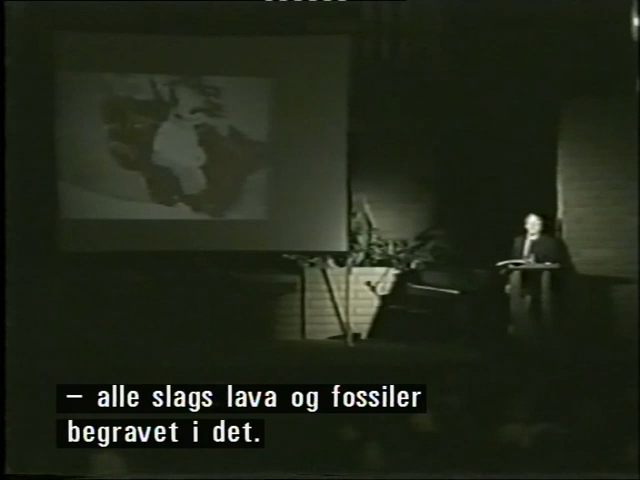 – alle slags lava og fossiler
begravet i det.